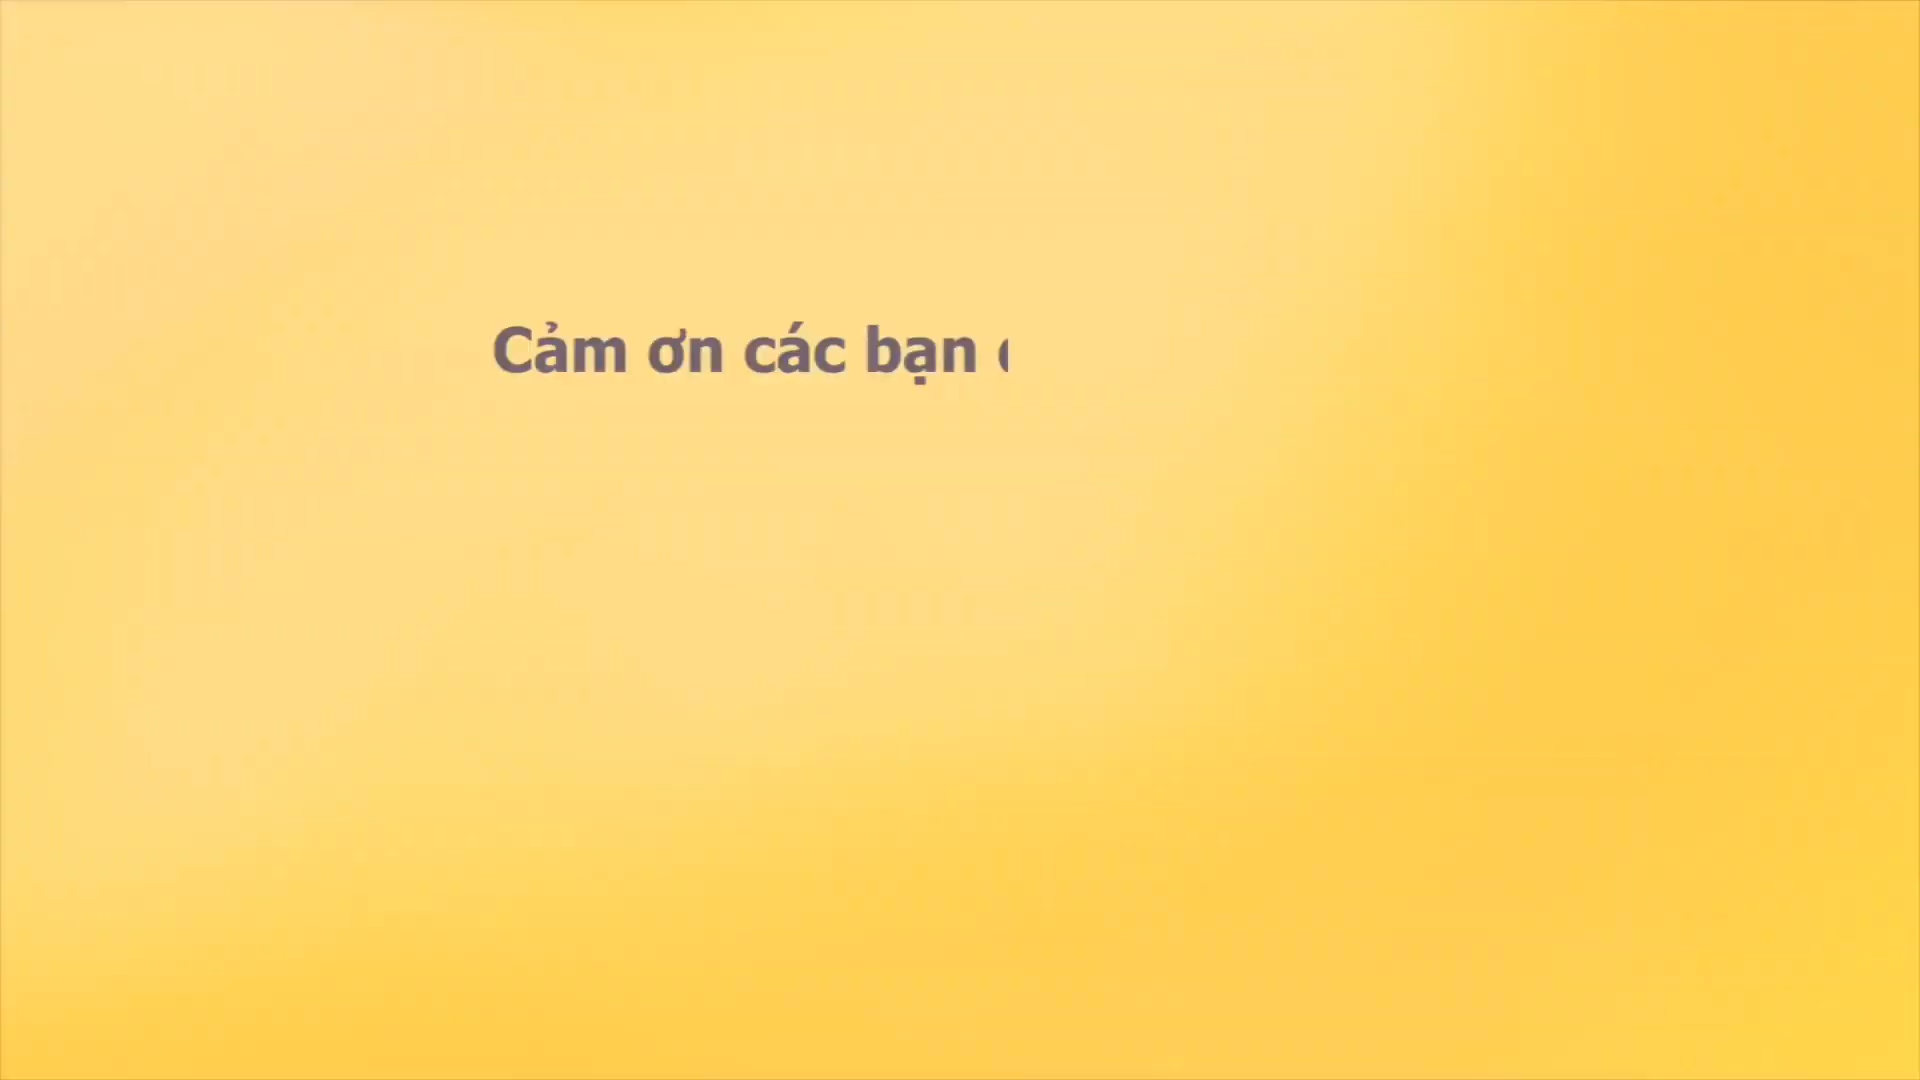 Cảm ơn các bạn